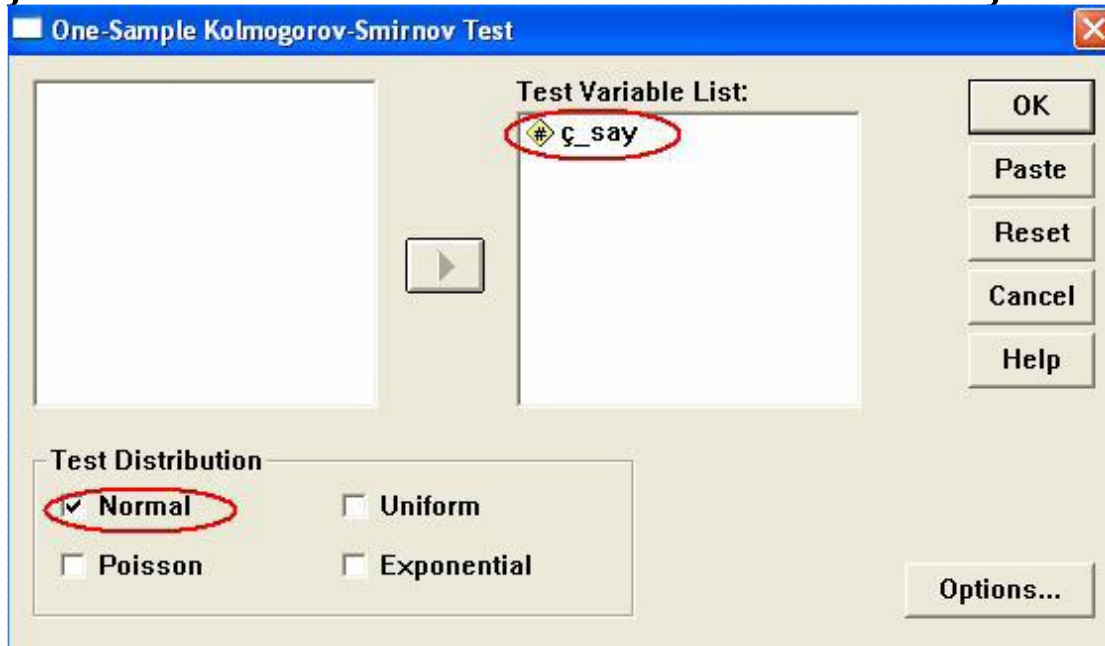 One-Sample Kolmogorov-Smirnov Test
Test Variable List:
ç_say
OK
Paste
Reset
Cancel
Help
Test Distribution
Normal
Uniform
Poisson
Exponential
Options...